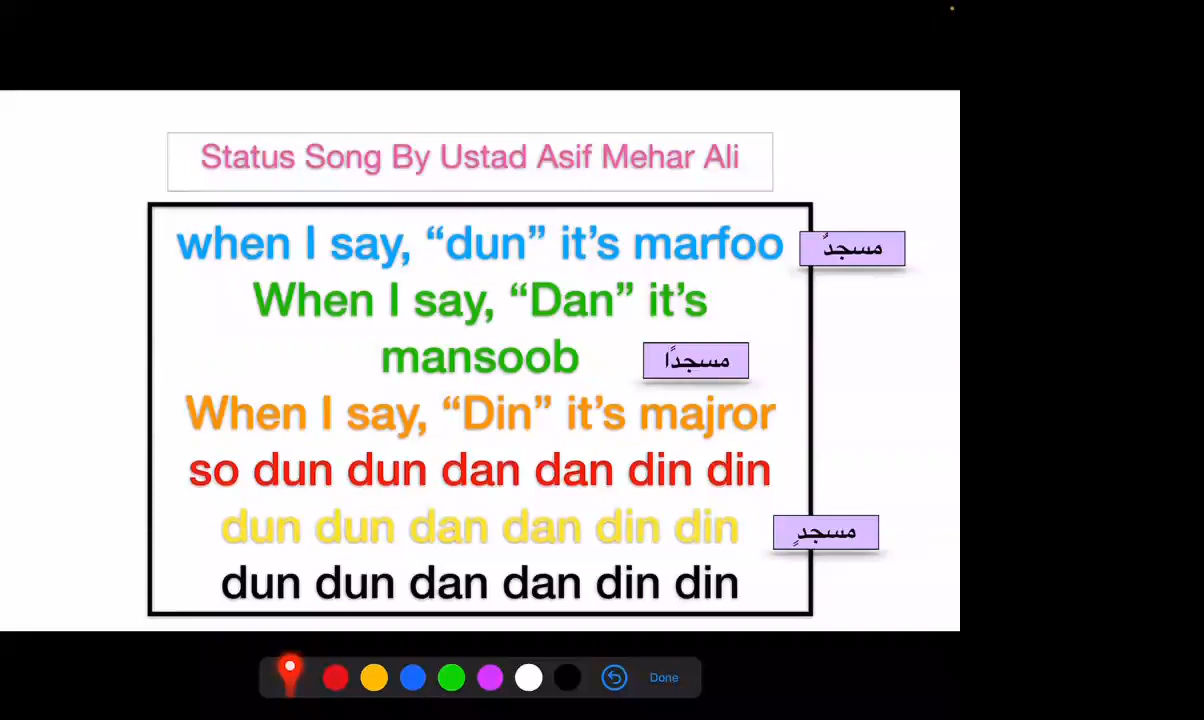 Status Song By Ustad Asif Mehar Ali
when I say, “dun” it’s marfoo
مسجدٌ
When I say, “Dan” it’s
mansoob
مسجدًا
When I say, “Din” it’s majror
so dun dun dan dan din din
dun dun dan dan din din
مسجدٍ
dun dun dan dan din din
Done